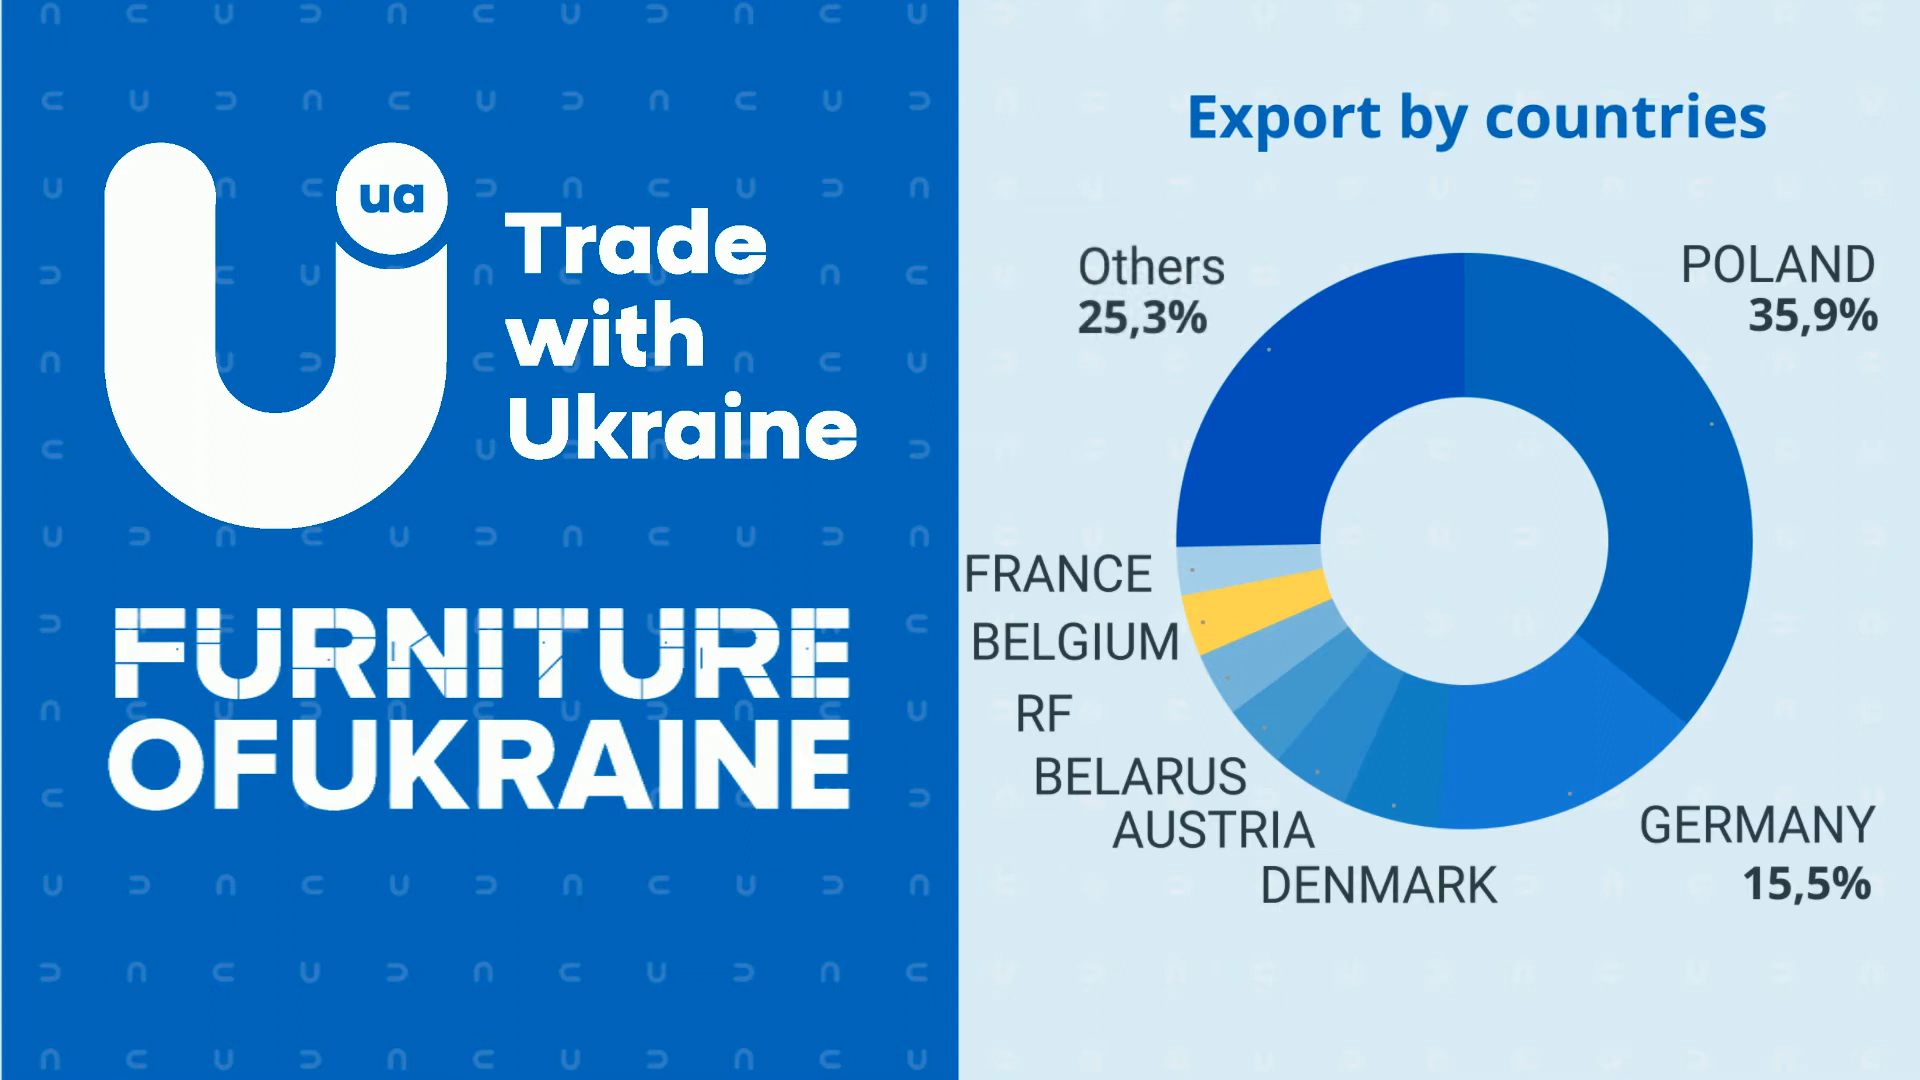 ua
Trade
with
Ukraine
FURNITURE
OFUKRAINE
Export by countries
Others
25,3%
POLAND
35,9%
FRANCE
BELGIUM
RF
BELARUS
AUSTRIA
DENMARK
GERMANY
15,5%